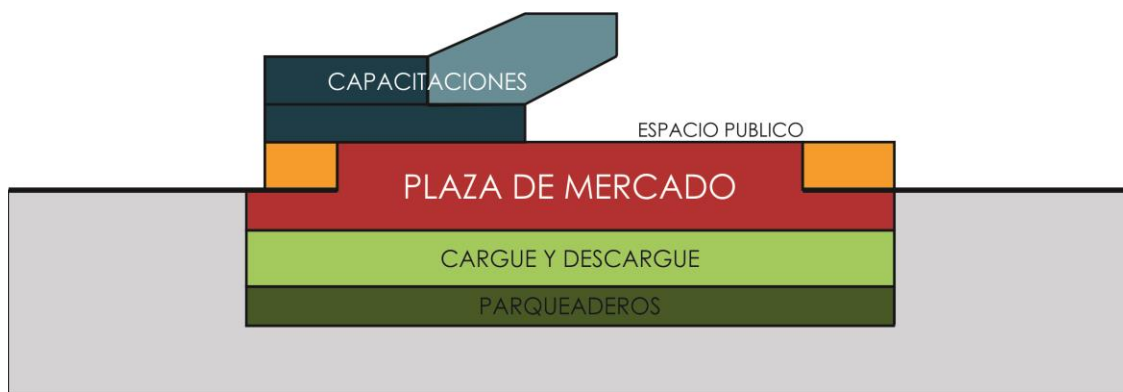 CAPACITACIONES
ESPACIO PUBLICO
PLAZA DE MERCADO
CARGUE Y DESCARGUE
PARQUEADEROS